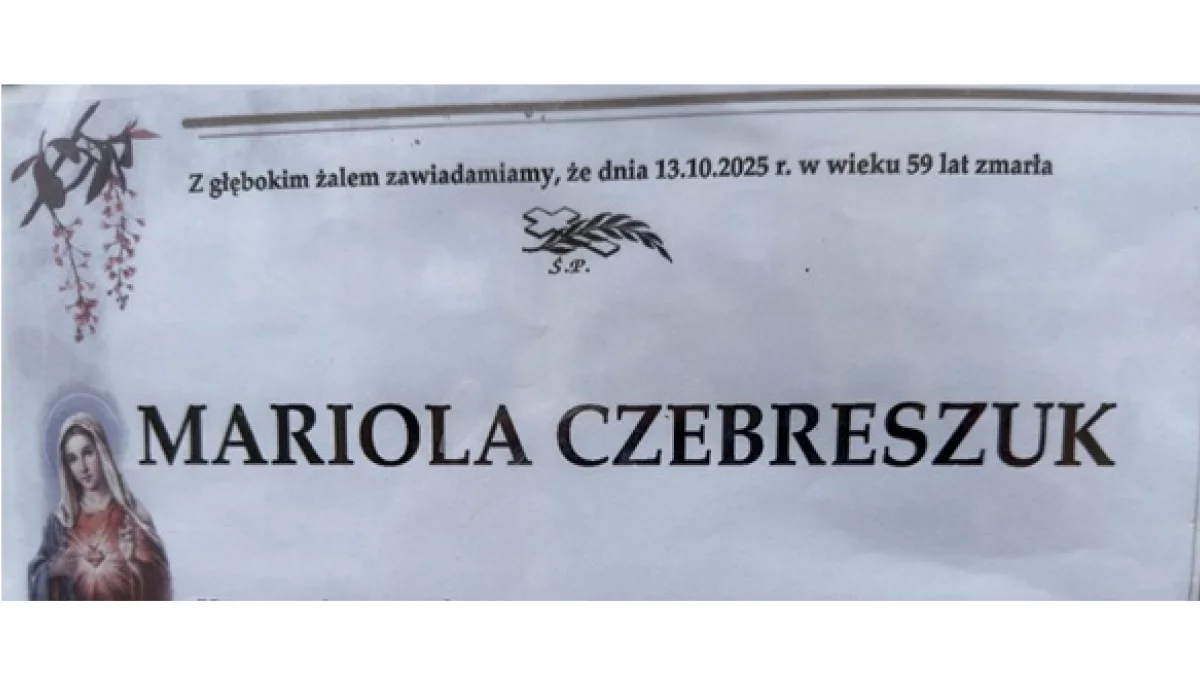 Z głębokim żalem zawiadamiamy, że dnia 13.10.2025 r. w wieku 59 lat zmarła
Ś.P.
MARIOLA CZEBRESZUK